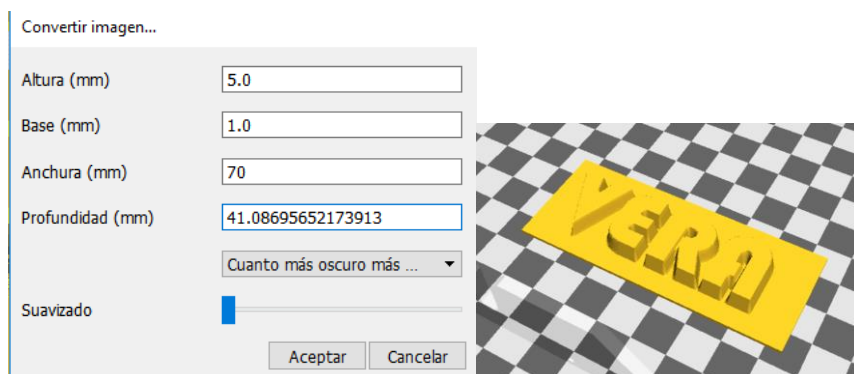 Convertir imagen...
Altura (mm) 5.0
Base (mm) 1.0
Anchura (mm) 70
Profundidad (mm) 41.08695652173913
Cuanto más oscuro más ...
Suavizado
Aceptar Cancelar
VERA